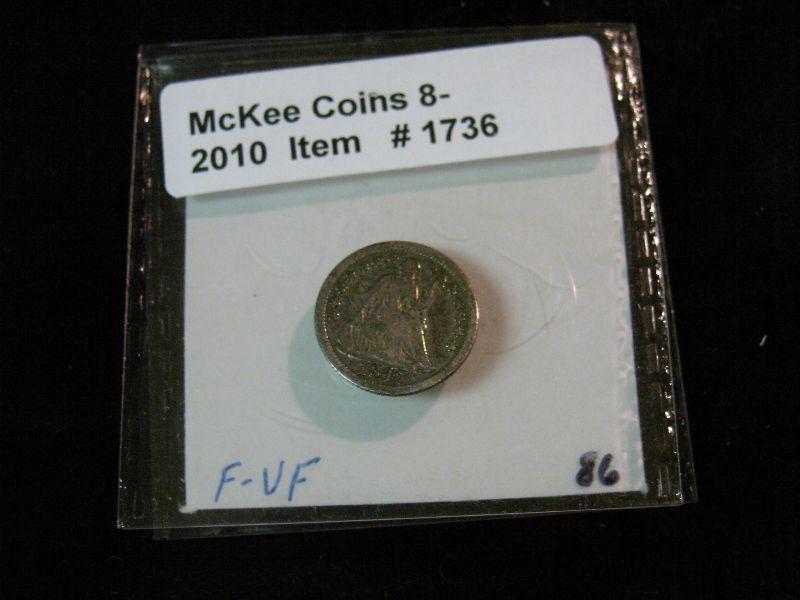 McKee Coins 8-
2010 Item # 1736
F-VF
86